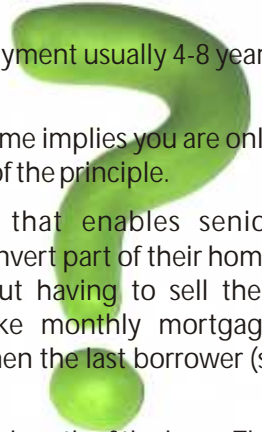 yment usually 4-8 year
me implies you are onl
of the principle.
that enables senio
nvert part of their hom
ut having to sell the
ke monthly mortgag
hen the last borrower (s